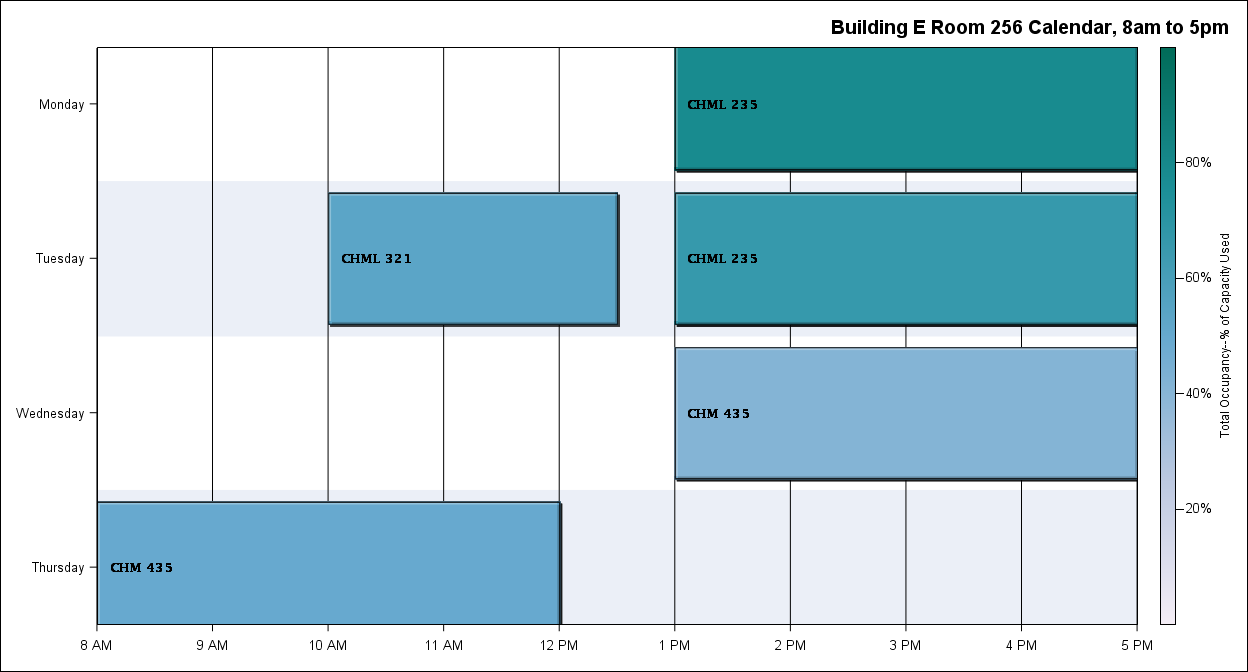 Building E Room 256 Calendar, 8am to 5pm
Monday
CHML 235
Tuesday
CHML 321
CHML 235
Wednesday
CHM 435
Thursday
CHM 435
8 AM
9 AM
10 AM
11 AM
12 PM
1 PM
2 PM
3 PM
4 PM
5 PM
80%
60%
40%
20%
Total Occupancy--% of Capacity Used